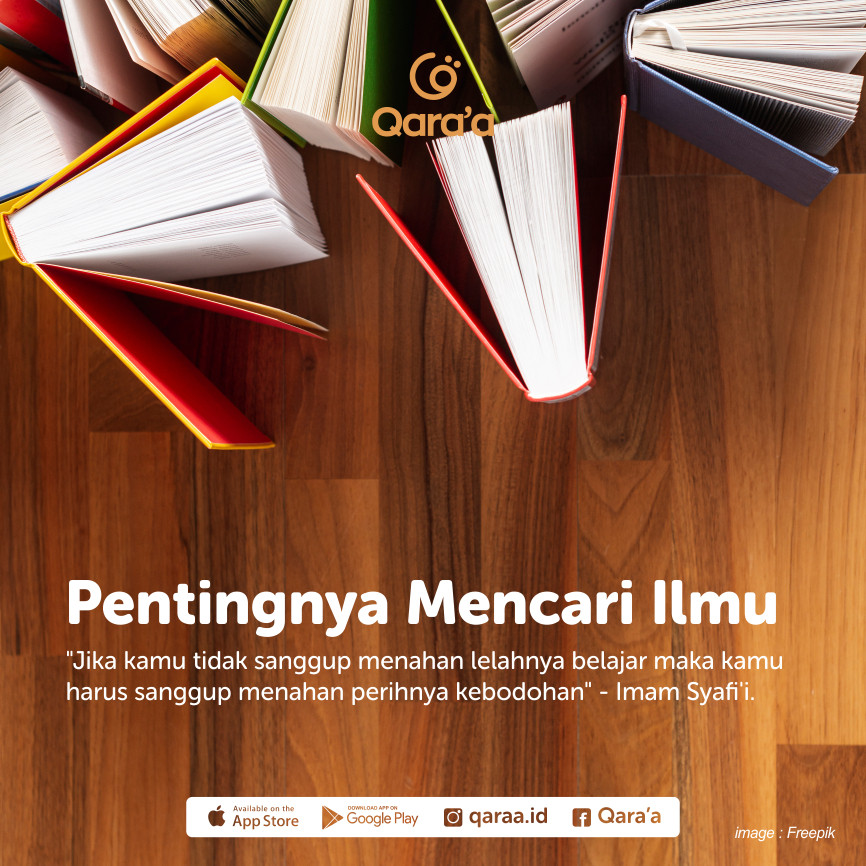 Qara'a
Pentingnya Mencari Ilmu
"Jika kamu tidak sanggup menahan lelahnya belajar maka kamu
harus sanggup menahan perihnya kebodohan" - Imam Syafi'i.
Available on the
App Store
DOWNLOAD APP ON
Google Play
qaraa.id
Qara'a
image : Freepik